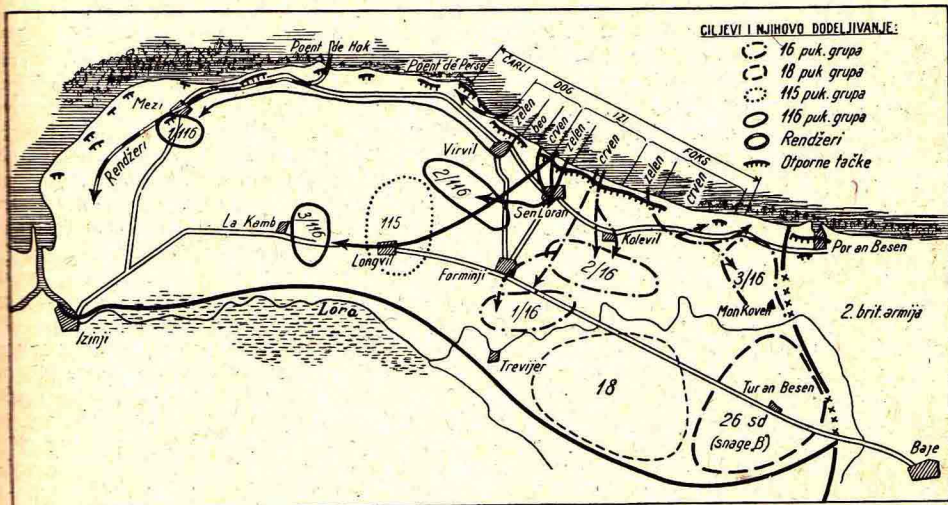 CILJEVI I NJIHOVO DODELJIVANJE:
16 puk. grupa
18 puk. grupa
115 puk. grupa
116 puk. grupa
Rendžeri
Otporne tačke
Poent de Hok
Poent de Perse
ČARLI
DOG
IZI
FOKS
zelen
beo
crven
zelen
crven
zelen
crven
Mezi
1/116
Rendžeri
Virvil
2/116
Sen Loran
115
La Kamb
3/116
Longvil
Forminji
Kolevil
2/16
1/16
3/16
Mon Koven
Por an Besen
2. brit. armija
Izinji
Lora
Trevijer
18
Tur an Besen
26 sd
(snage „B")
Baje